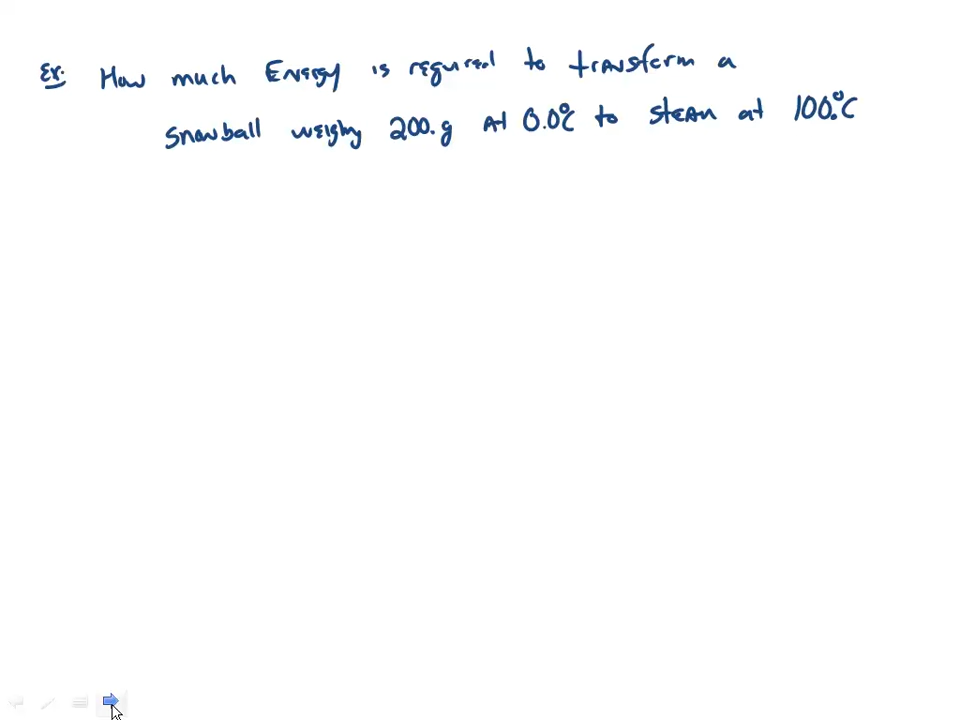 Ex. How much Energy is required to transform a
Snowball weighing 200. g at 0.0°C to steam at 100.°C